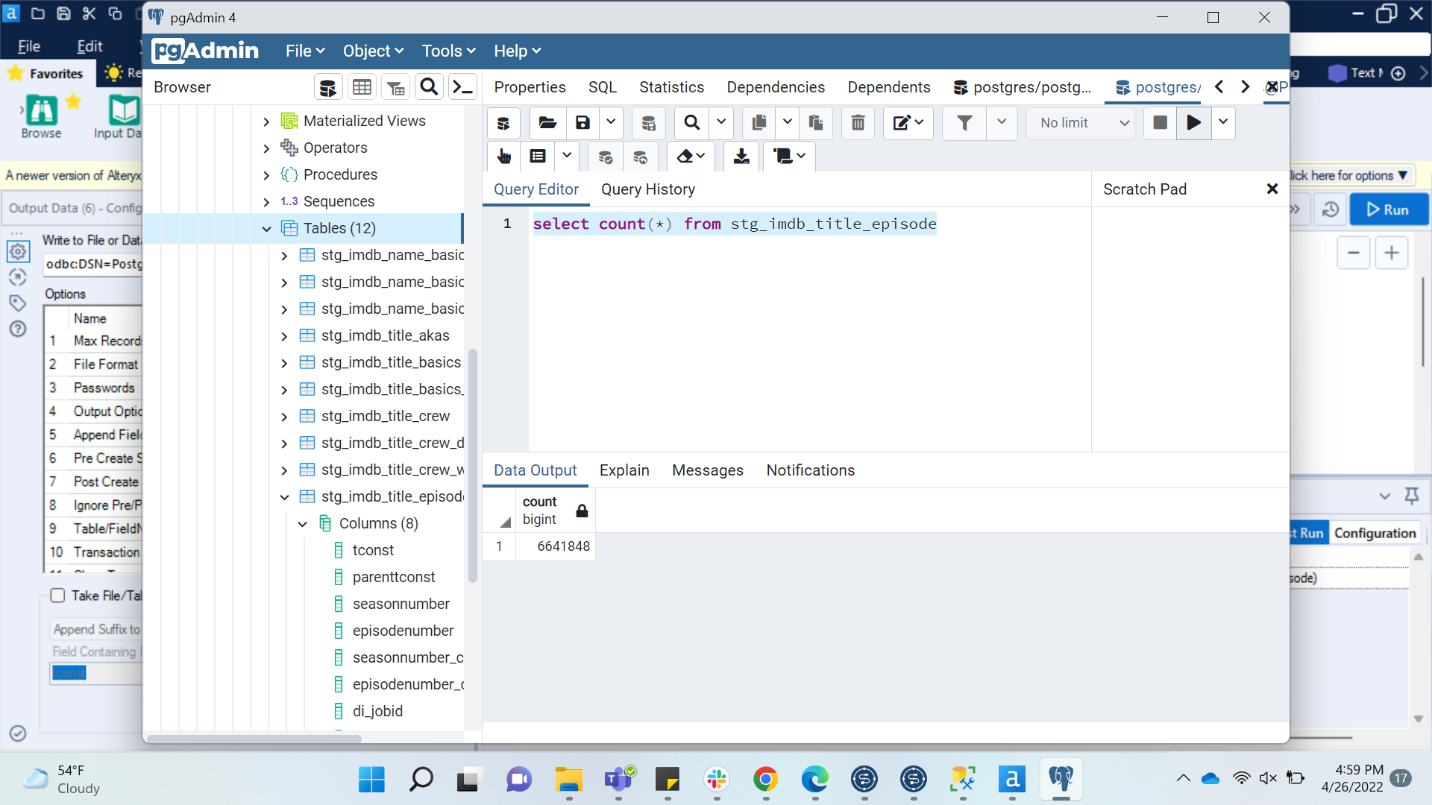 pgAdmin 4
File
Edit
pgAdmin
File
Object
Tools
Help
Favorites
Browse
Input Da
Browser
Properties
SQL
Statistics
Dependencies
Dependents
postgres/postg...
postgres/
Text
Materialized Views
Operators
Procedures
1..3 Sequences
Tables (12)
No limit
A newer version of Alteryx
lick here for options
Output Data (6) - Config
Query Editor
Query History
Scratch Pad
Run
1 select count(*) from stg_imdb_title_episode
Write to File or Data
odbc:DSN=Postg
Options
Name
1 Max Record
2 File Format
3 Passwords
4 Output Optio
5 Append Field
6 Pre Create S
7 Post Create
8 Ignore Pre/P
9 Table/FieldN
10 Transaction
stg_imdb_name_basic
stg_imdb_name_basic
stg_imdb_name_basic
stg_imdb_title_akas
stg_imdb_title_basics
stg_imdb_title_basics_
stg_imdb_title_crew
stg_imdb_title_crew_d
stg_imdb_title_crew_w
stg_imdb_title_episode
Columns (8)
tconst
parenttconst
seasonnumber
episodenumber
seasonnumber_c
episodenumber_c
di_jobid
Data Output
Explain
Messages
Notifications
count
bigint
1 6641848
st Run
Configuration
sode)
Take File/Tab
Append Suffix to
Field Containing
tconst
54°F
Cloudy
4:59 PM
4/26/2022
17